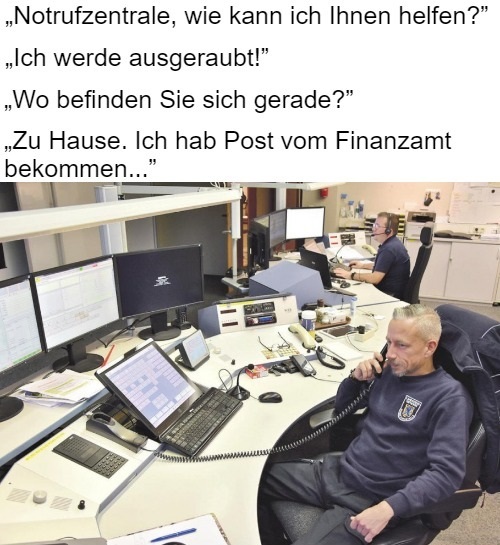 „Notrufzentrale, wie kann ich Ihnen helfen?”
„Ich werde ausgeraubt!”
„Wo befinden Sie sich gerade?”
„Zu Hause. Ich hab Post vom Finanzamt
bekommen...”